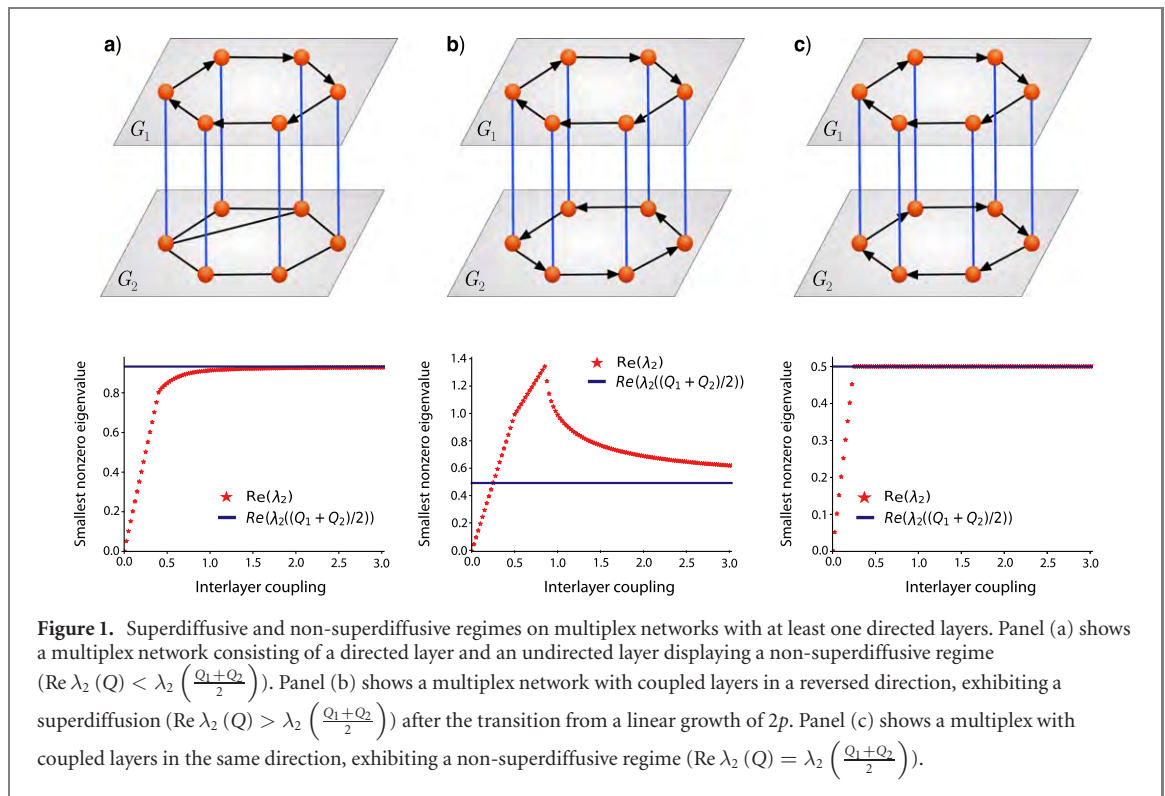 a)
b)
c)
G1
G1
G1
G2
G2
G2
Smallest nonzero eigenvalue
0.8
0.6
0.4
0.2
0.0
0.0 0.5 1.0 1.5 2.0 2.5 3.0
Interlayer coupling
Re(λ2)
Re(λ2((Q1 + Q2)/2))
Smallest nonzero eigenvalue
1.4
1.2
1.0
0.8
0.6
0.4
0.2
0.0
0.0 0.5 1.0 1.5 2.0 2.5 3.0
Interlayer coupling
Re(λ2)
Re(λ2((Q1 + Q2)/2))
Smallest nonzero eigenvalue
0.5
0.4
0.3
0.2
0.1
0.0
0.0 0.5 1.0 1.5 2.0 2.5 3.0
Interlayer coupling
Re(λ2)
Re(λ2((Q1 + Q2)/2))
Figure 1. Superdiffusive and non-superdiffusive regimes on multiplex networks with at least one directed layers. Panel (a) shows
a multiplex network consisting of a directed layer and an undirected layer displaying a non-superdiffusive regime
(Re λ2 (Q) < λ2 (Q1+Q2/2)). Panel (b) shows a multiplex network with coupled layers in a reversed direction, exhibiting a
superdiffusion (Re λ2 (Q) > λ2 (Q1+Q2/2)) after the transition from a linear growth of 2p. Panel (c) shows a multiplex with
coupled layers in the same direction, exhibiting a non-superdiffusive regime (Re λ2 (Q) = λ2 (Q1+Q2/2)).